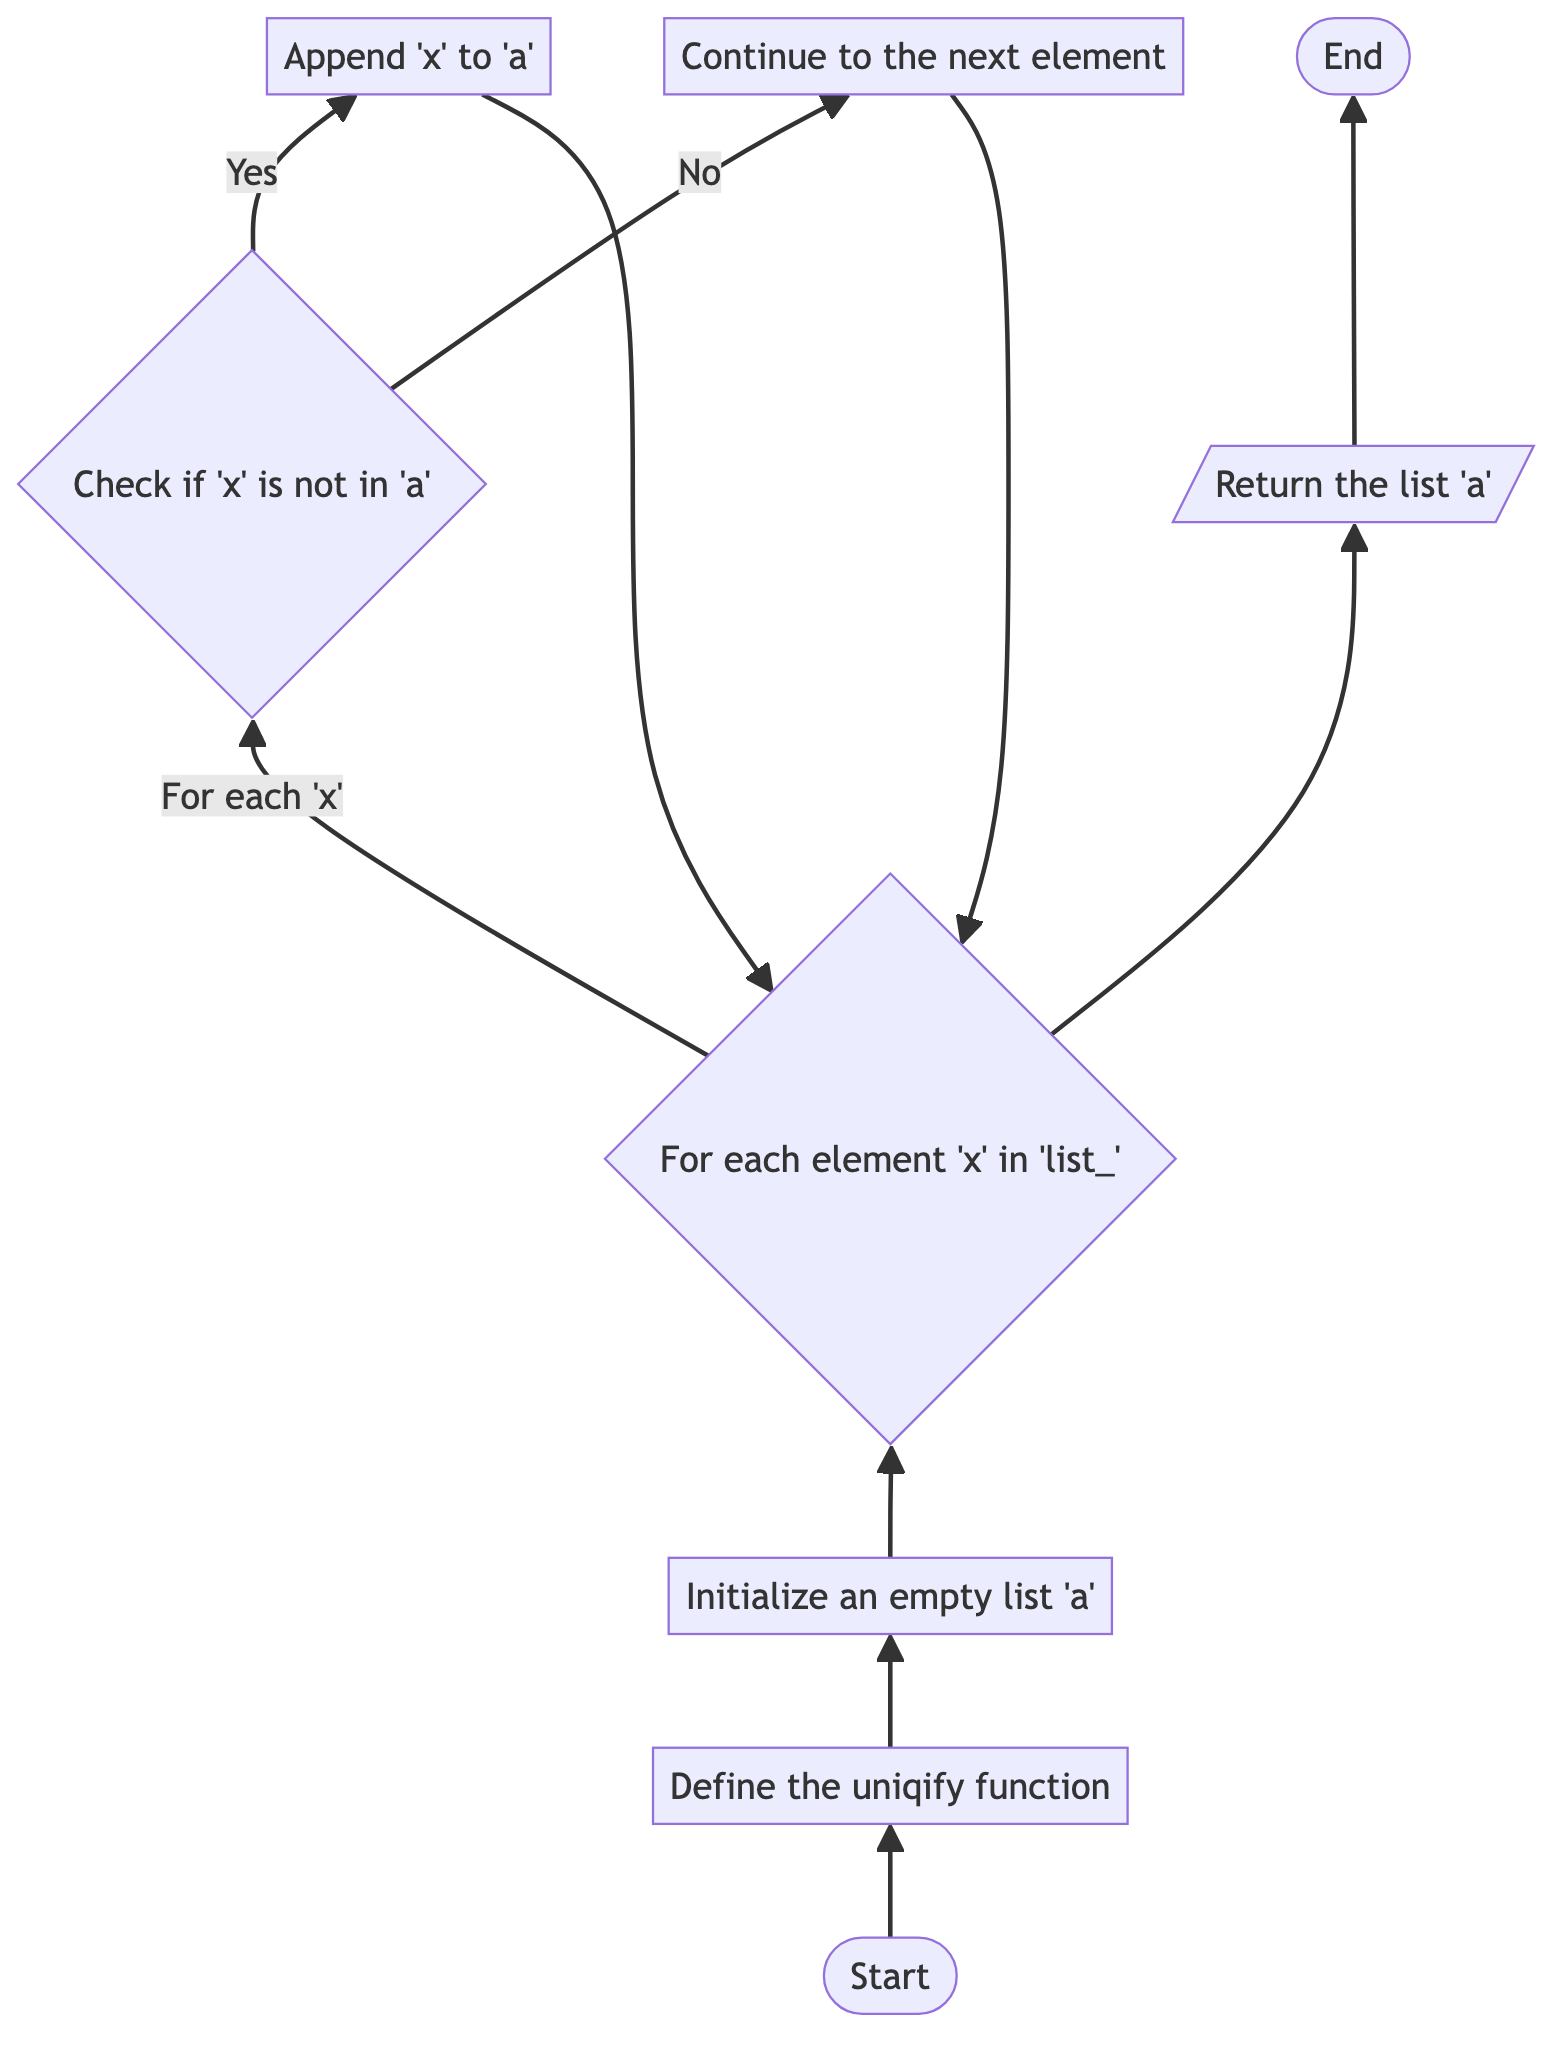 Append 'x' to 'a'
Continue to the next element
End
Yes
No
Check if 'x' is not in 'a'
Return the list 'a'
For each 'x'
For each element 'x' in 'list_'
Initialize an empty list 'a'
Define the uniqify function
Start